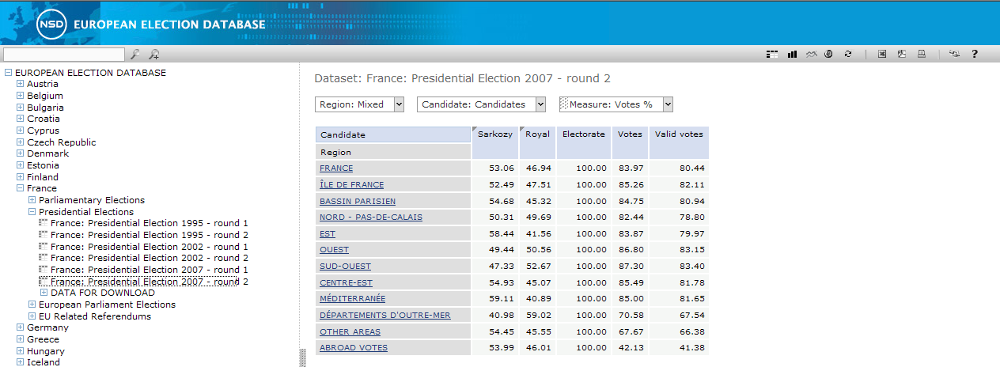 NSD EUROPEAN ELECTION DATABASE
EUROPEAN ELECTION DATABASE
Austria
Belgium
Bulgaria
Croatia
Cyprus
Czech Republic
Denmark
Estonia
Finland
France
Parliamentary Elections
Presidential Elections
France: Presidential Election 1995 - round 1
France: Presidential Election 1995 - round 2
France: Presidential Election 2002 - round 1
France: Presidential Election 2002 - round 2
France: Presidential Election 2007 - round 1
France: Presidential Election 2007 - round 2
DATA FOR DOWNLOAD
European Parliament Elections
EU Related Referendums
Germany
Greece
Hungary
Iceland
Dataset: France: Presidential Election 2007 - round 2
Region: Mixed Candidate: Candidates Measure: Votes %
Candidate Sarkozy Royal Electorate Votes Valid votes
Region
FRANCE 53.06 46.94 100.00 83.97 80.44
ÎLE DE FRANCE 52.49 47.51 100.00 85.26 82.11
BASSIN PARISIEN 54.68 45.32 100.00 84.75 80.94
NORD - PAS-DE-CALAIS 50.31 49.69 100.00 82.44 78.80
EST 58.44 41.56 100.00 83.87 79.97
OUEST 49.44 50.56 100.00 86.80 83.15
SUD-OUEST 47.33 52.67 100.00 87.30 83.40
CENTRE-EST 54.93 45.07 100.00 85.49 81.78
MÉDITERRANÉE 59.11 40.89 100.00 85.00 81.65
DÉPARTEMENTS D'OUTRE-MER 40.98 59.02 100.00 70.58 67.54
OTHER AREAS 54.45 45.55 100.00 67.67 66.38
ABROAD VOTES 53.99 46.01 100.00 42.13 41.38